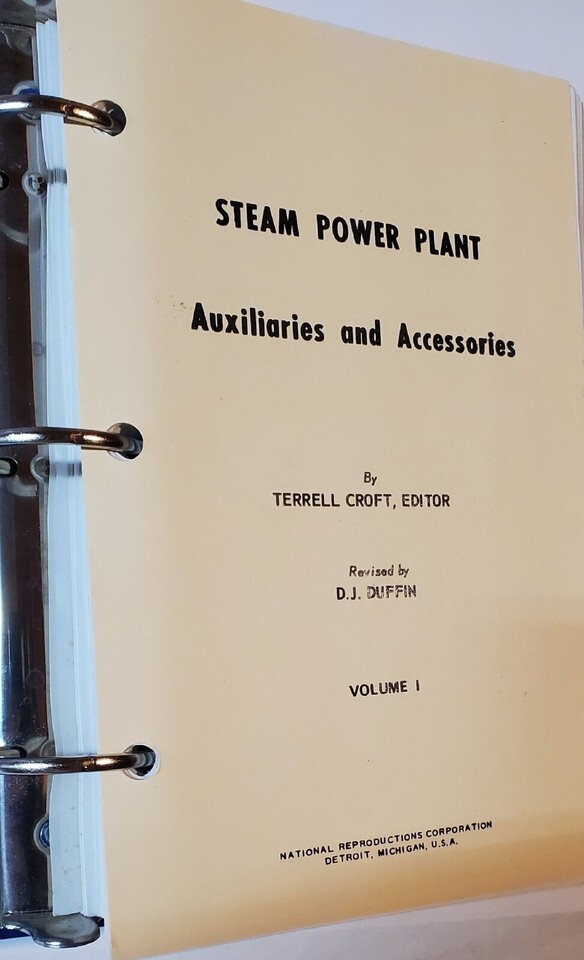 STEAM POWER PLANT
Auxiliaries and Accessories
By
TERRELL CROFT, EDITOR
Revised by
D.J. DUFFIN
VOLUME I
NATIONAL REPRODUCTIONS CORPORATION
DETROIT, MICHIGAN, U.S.A.